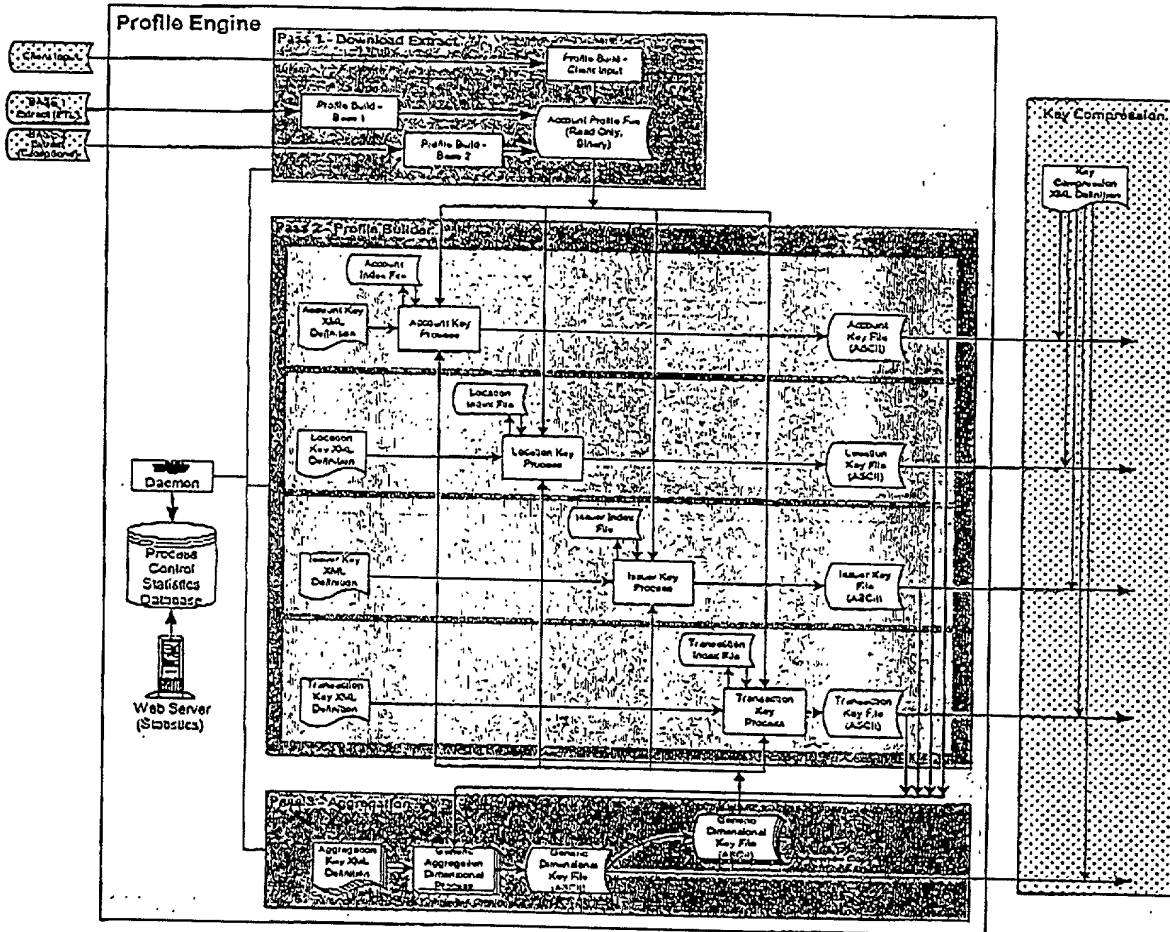 Profile Engine
Pass 1 - Download Extract
Client Input
Profile Build -
Client Input
BASE 1
Extract (ETL)
Profile Build -
Base 1
Account Profile File
(Read Only,
Binary)
Profile Build -
Base 2
Key Compression
Key
Compression
XML Definition
Pass 2 - Profile Builder
Account
Index File
Account Key
XML
Definition
Account Key
Process
Account
Key File
(ASCII)
Location
Index File
Location
Key XML
Definition
Location Key
Process
Location
Key File
(ASCII)
Daemon
Process
Control
Statistics
Database
Web Server
(Statistics)
Issuer Index
File
Issuer Key
XML
Definition
Issuer Key
Process
Issuer Key
File
(ASCII)
Transaction
Index File
Transaction
Key XML
Definition
Transaction
Key
Process
Transaction
Key File
(ASCII)
Pass 3 - Aggregation
Generic
Dimensional
Key File
(ASCII)
Aggregation
Key XML
Definition
Generic
Aggregation
Dimensional
Process
Generic
Dimensional
Key File
(ASCII)